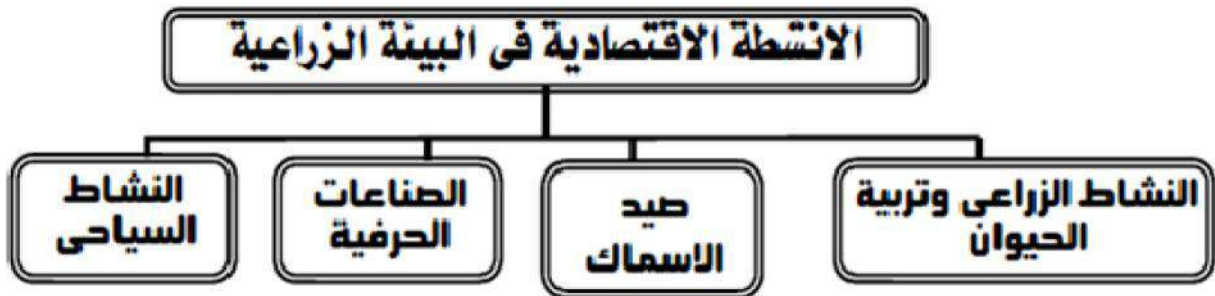 الانشطة الاقتصادية فى البيئة الزراعية
النشاط الزراعى وتربية
الحيوان
صيد
الاسماك
الصناعات
الحرفية
النشاط
السياحى